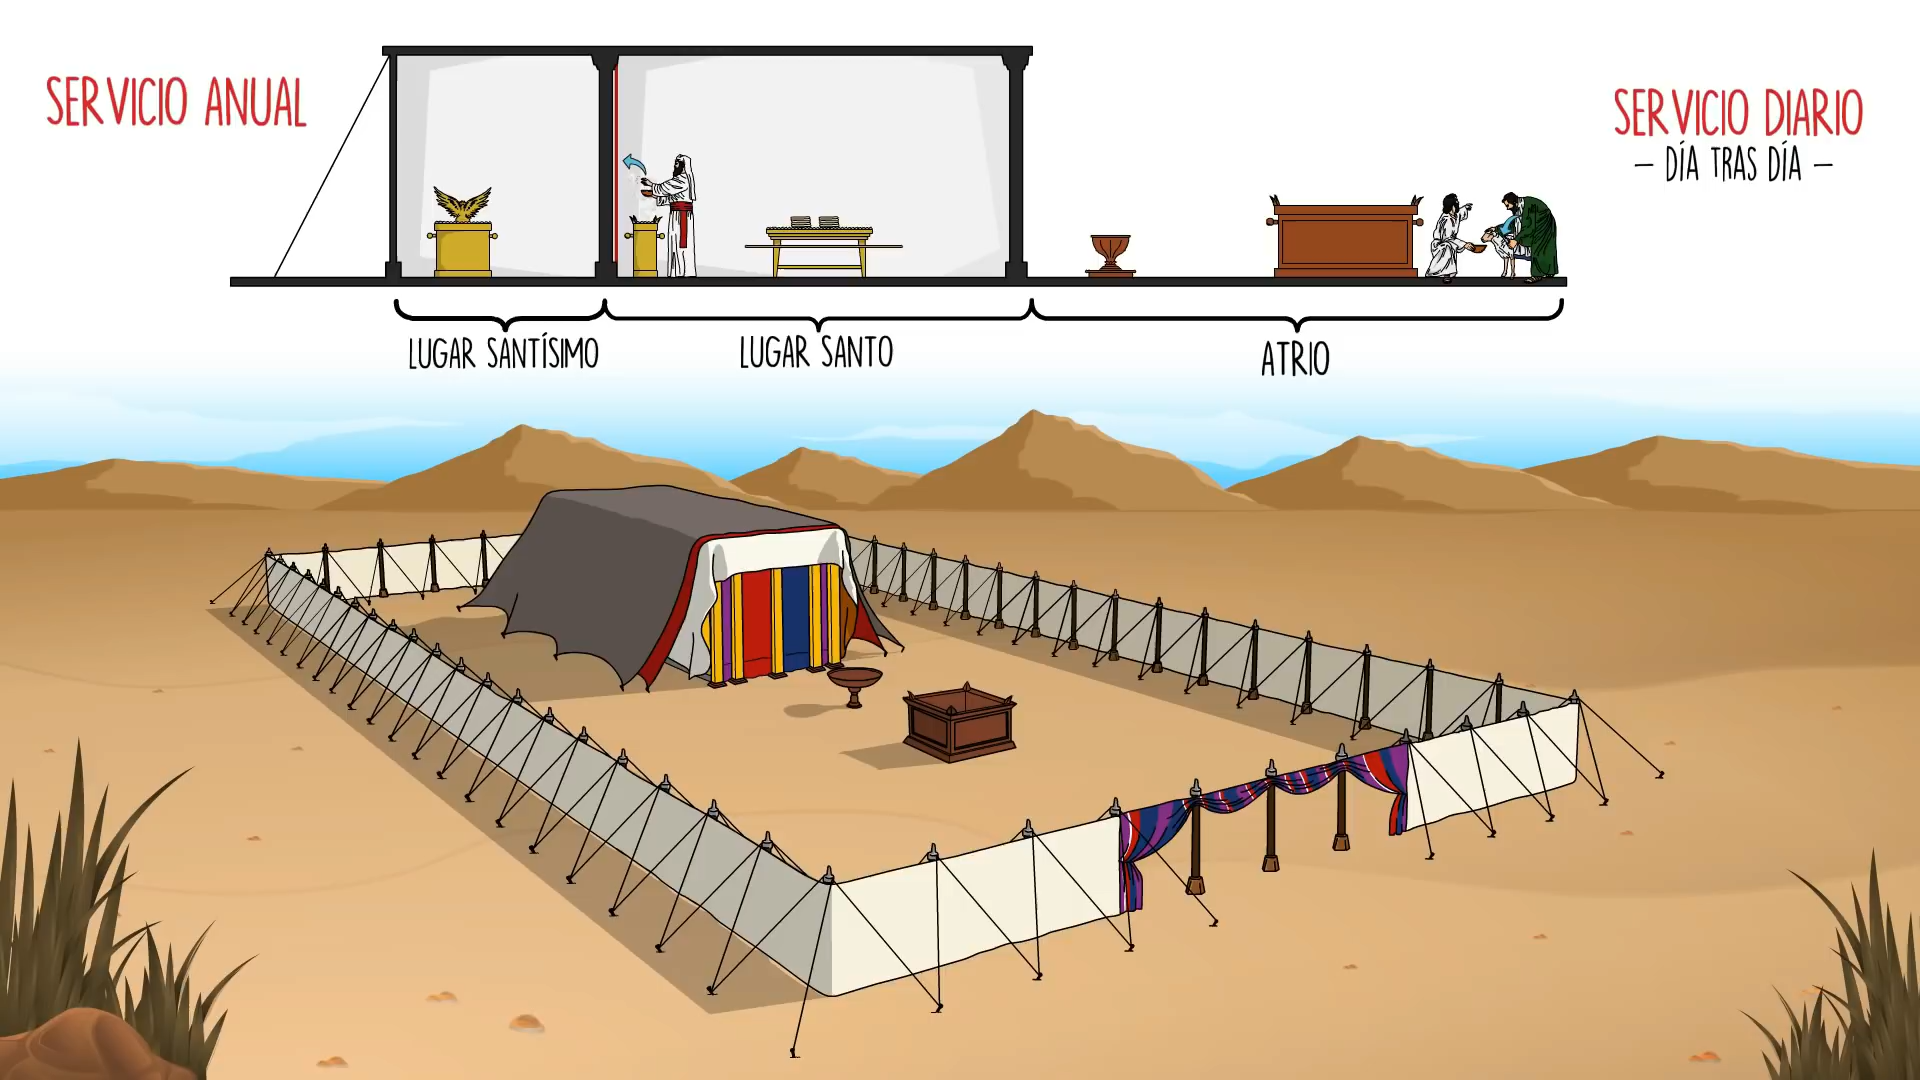 SERVICIO ANUAL
SERVICIO DIARIO
– DÍA TRAS DÍA –
LUGAR SANTÍSIMO
LUGAR SANTO
ATRIO